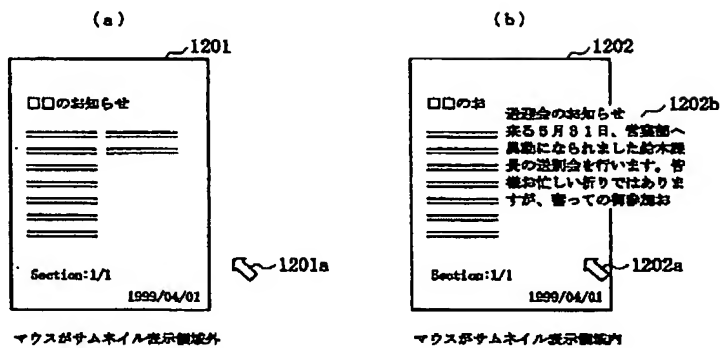 (a)
(b)
1201
1202
□□のお知らせ
□□のお
送迎会のお知らせ
1202b
来る5月31日、営業部へ
異動になられました鈴木課
長の送別会を行います。皆
様お忙しい折りではありま
すが、奮っての御参加お
Section:1/1
1201a
Section:1/1
1202a
1999/04/01
1999/04/01
マウスがサムネイル表示領域外
マウスがサムネイル表示領域内